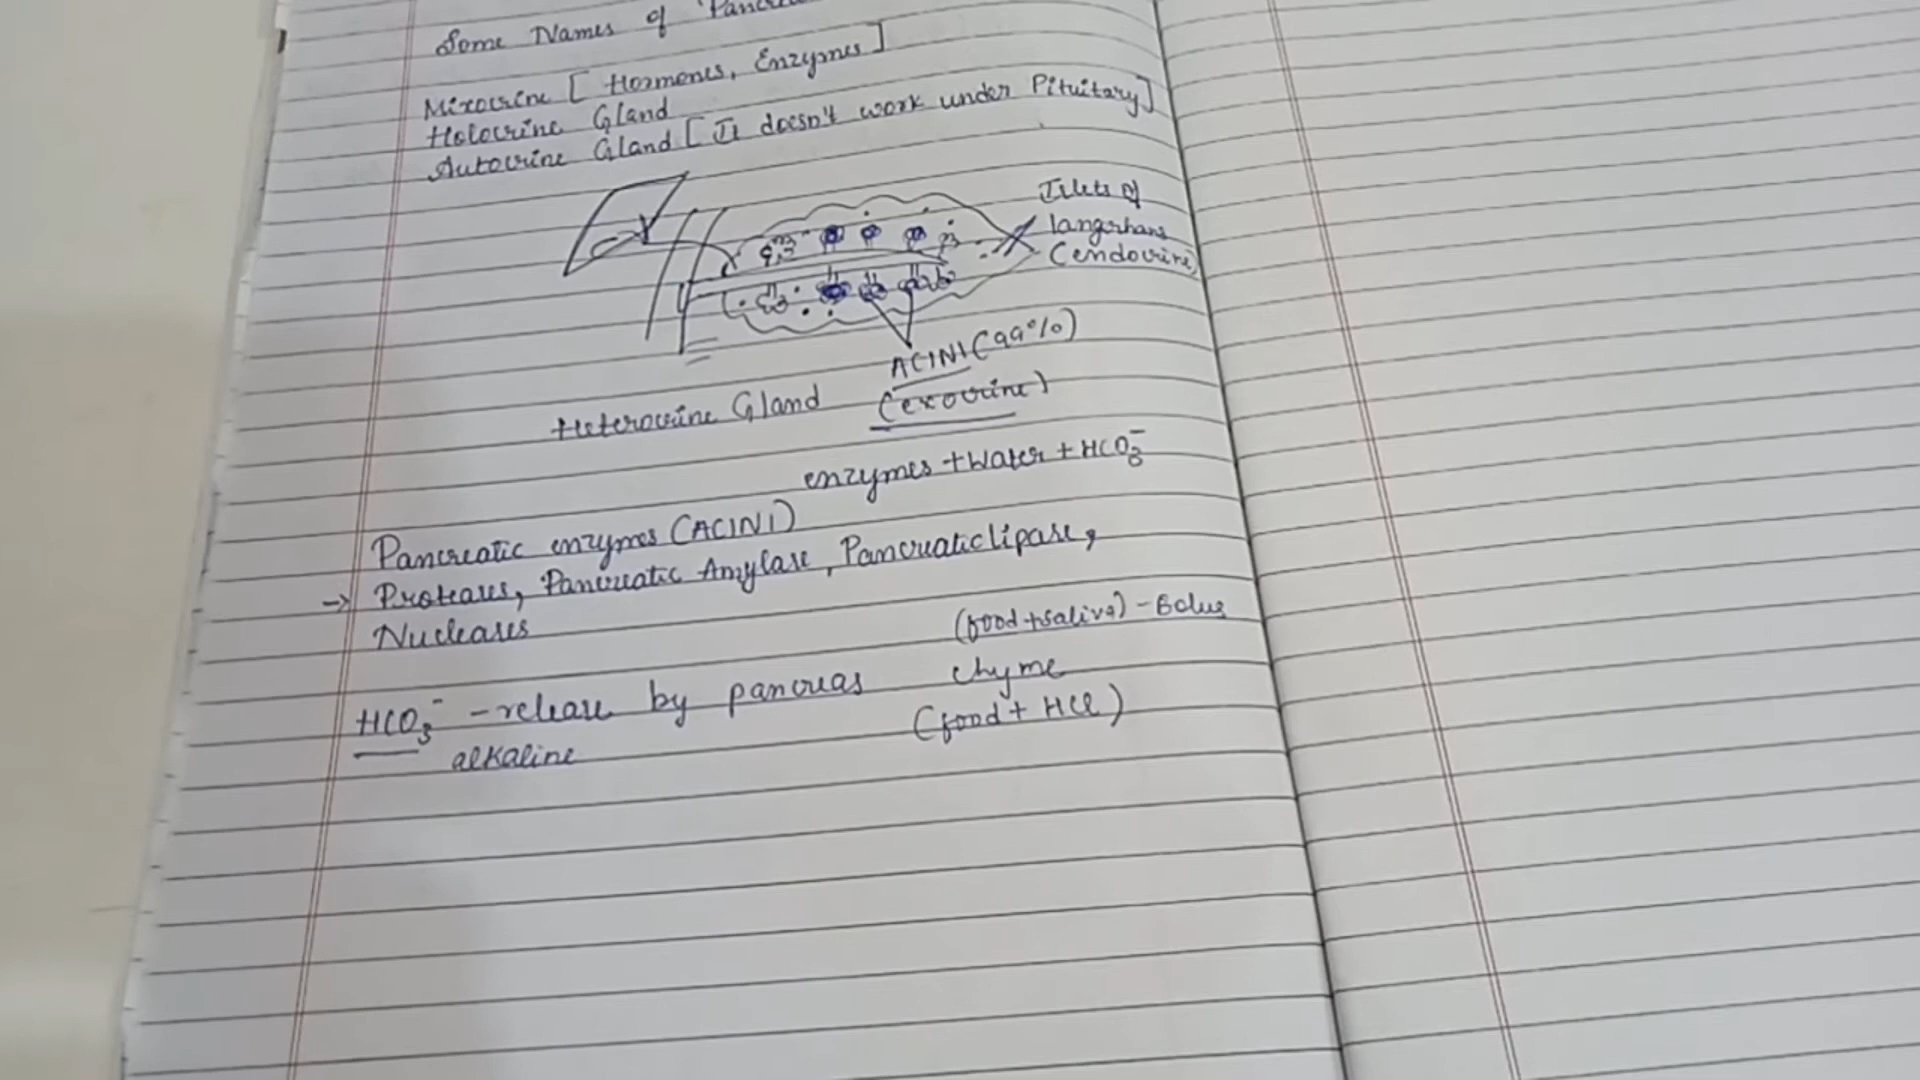 Some Names of Pancrea
Mixocrine [ Hormones, Enzymes ]
Holocrine Gland
Autocrine Gland [ It doesn't work under Pituitary ]
Islets of
langerhans
(endocrine)
ACINI (99%)
(exocrine)
Heterocrine Gland
enzymes + Water + HCO₃⁻
Pancreatic enzymes (ACINI)
→ Proteases, Pancreatic Amylase, Pancreatic lipase,
Nucleases
(food + saliva) - Bolus
HCO₃⁻ - release by pancreas chyme
alkaline (food + HCl)